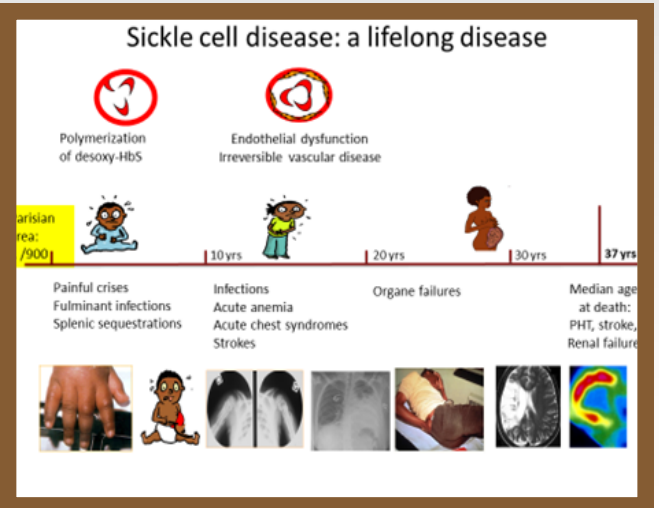 Sickle cell disease: a lifelong disease
Polymerization
of desoxy-HbS
Endothelial dysfunction
Irreversible vascular disease
arisian
rea:
/900
10 yrs
20 yrs
30 yrs
37 yrs
Painful crises
Fulminant infections
Splenic sequestrations
Infections
Acute anemia
Acute chest syndromes
Strokes
Organe failures
Median age
at death:
PHT, stroke,
Renal failure